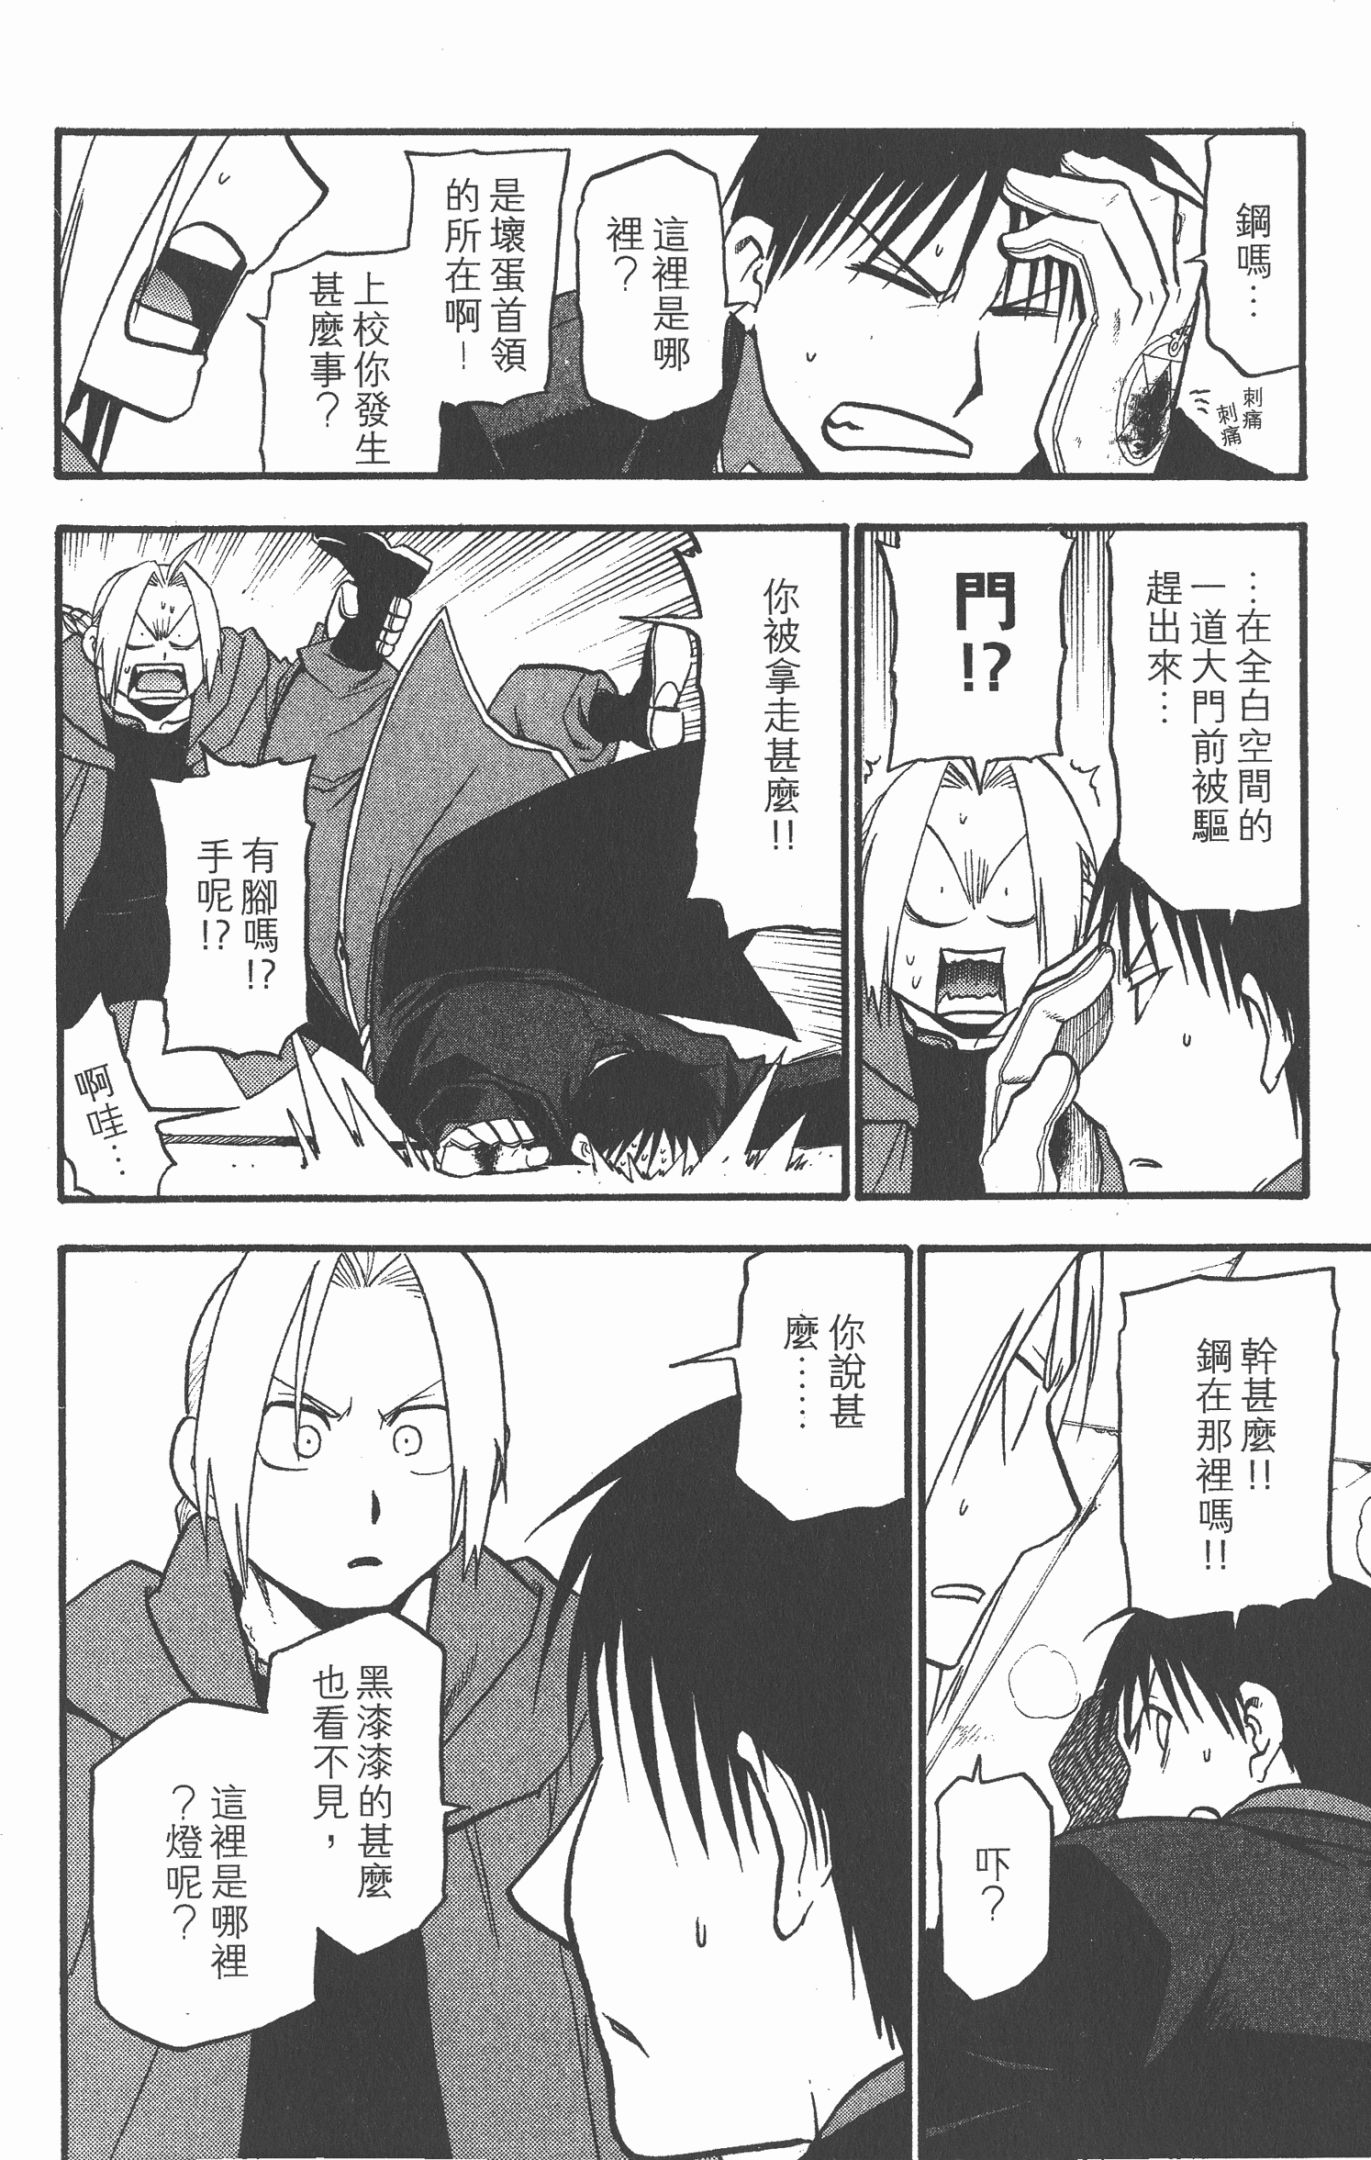 鋼嗎…
刺痛
刺痛
這裡是哪
裡？
是壞蛋首領
的所在啊！
上校你發生
甚麼事？
…在全白空間的
一道大門前被驅
趕出來…
門!?
你被拿走甚麼!!
有腳嗎!?
手呢!?
啊哇…
幹甚麼!!
鋼在那裡嗎!!
吓？
你說甚
麼……
黑漆漆的甚麼
也看不見，
這裡是哪裡
？燈呢？